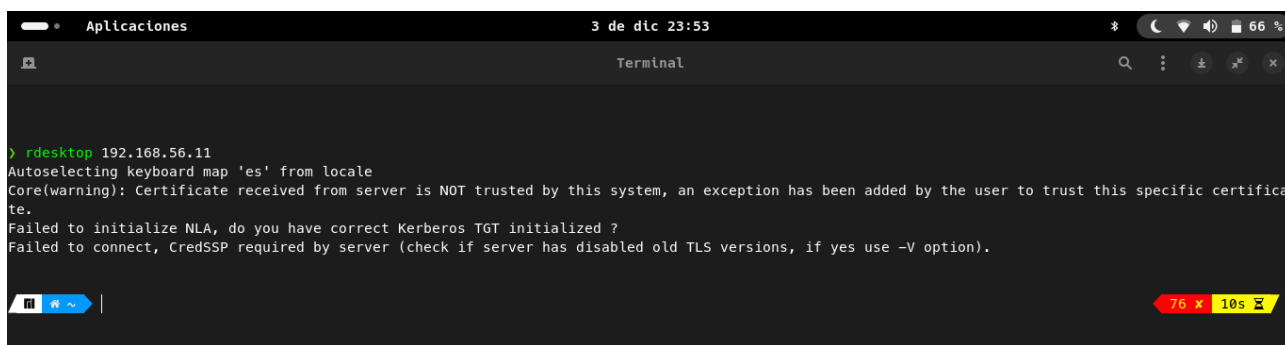 Aplicaciones
3 de dic 23:53
66 %
Terminal
❯ rdesktop 192.168.56.11
Autoselecting keyboard map 'es' from locale
Core(warning): Certificate received from server is NOT trusted by this system, an exception has been added by the user to trust this specific certifica
te.
Failed to initialize NLA, do you have correct Kerberos TGT initialized ?
Failed to connect, CredSSP required by server (check if server has disabled old TLS versions, if yes use -V option).
~
76 ✘ 10s